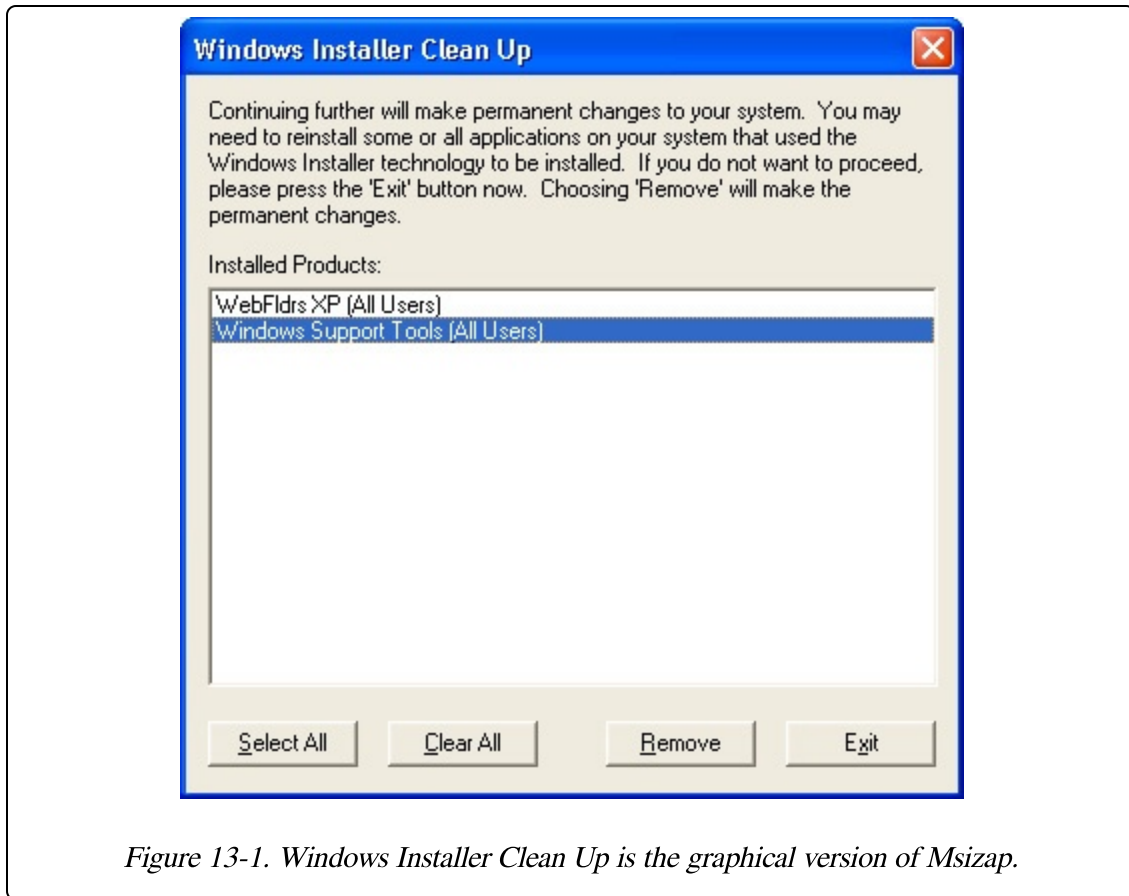 Windows Installer Clean Up
Continuing further will make permanent changes to your system. You may
need to reinstall some or all applications on your system that used the
Windows Installer technology to be installed. If you do not want to proceed,
please press the 'Exit' button now. Choosing 'Remove' will make the
permanent changes.
Installed Products:
WebFldrs XP (All Users)
Windows Support Tools (All Users)
Select All Clear All Remove Exit
Figure 13-1. Windows Installer Clean Up is the graphical version of Msizap.